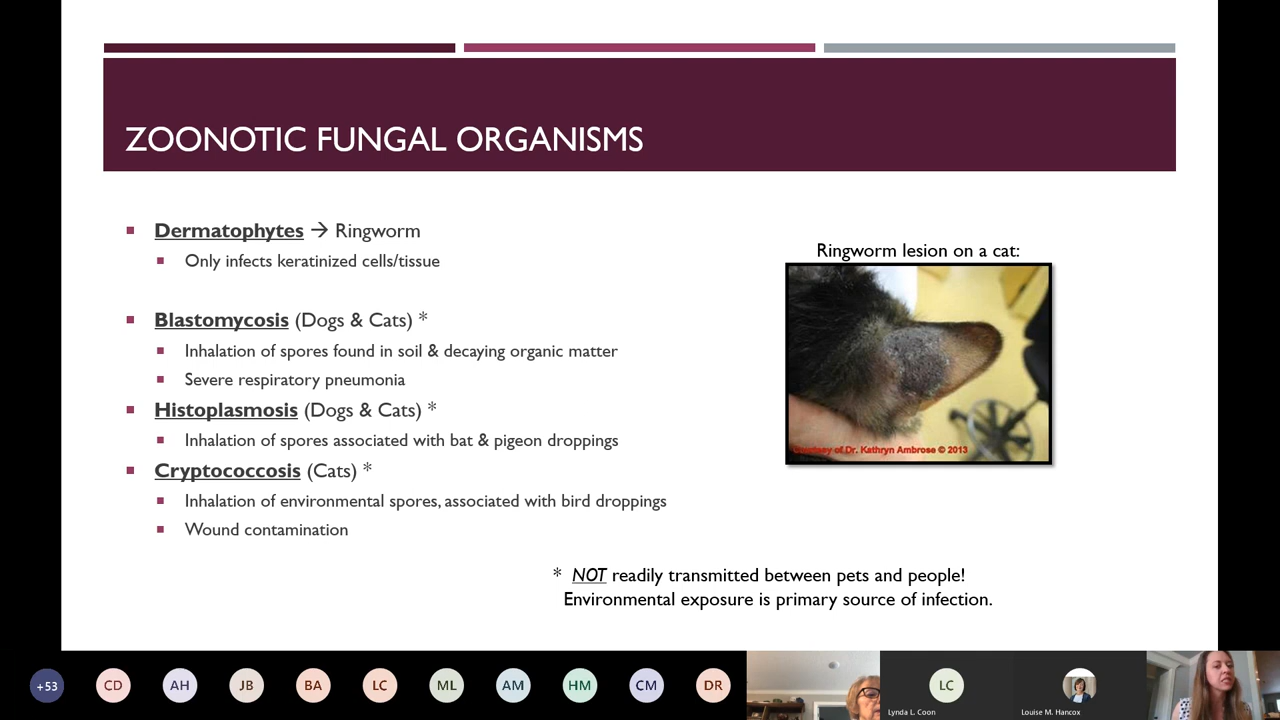 ZOONOTIC FUNGAL ORGANISMS
Dermatophytes → Ringworm
Only infects keratinized cells/tissue
Blastomycosis (Dogs & Cats) *
Inhalation of spores found in soil & decaying organic matter
Severe respiratory pneumonia
Histoplasmosis (Dogs & Cats) *
Inhalation of spores associated with bat & pigeon droppings
Cryptococcosis (Cats) *
Inhalation of environmental spores, associated with bird droppings
Wound contamination
Ringworm lesion on a cat:
Courtesy of Dr. Kathryn Ambrose © 2013
* NOT readily transmitted between pets and people!
Environmental exposure is primary source of infection.
+53 CD AH JB BA LC ML AM HM CM DR LC
Lynda L. Coon
Louise M. Hancox